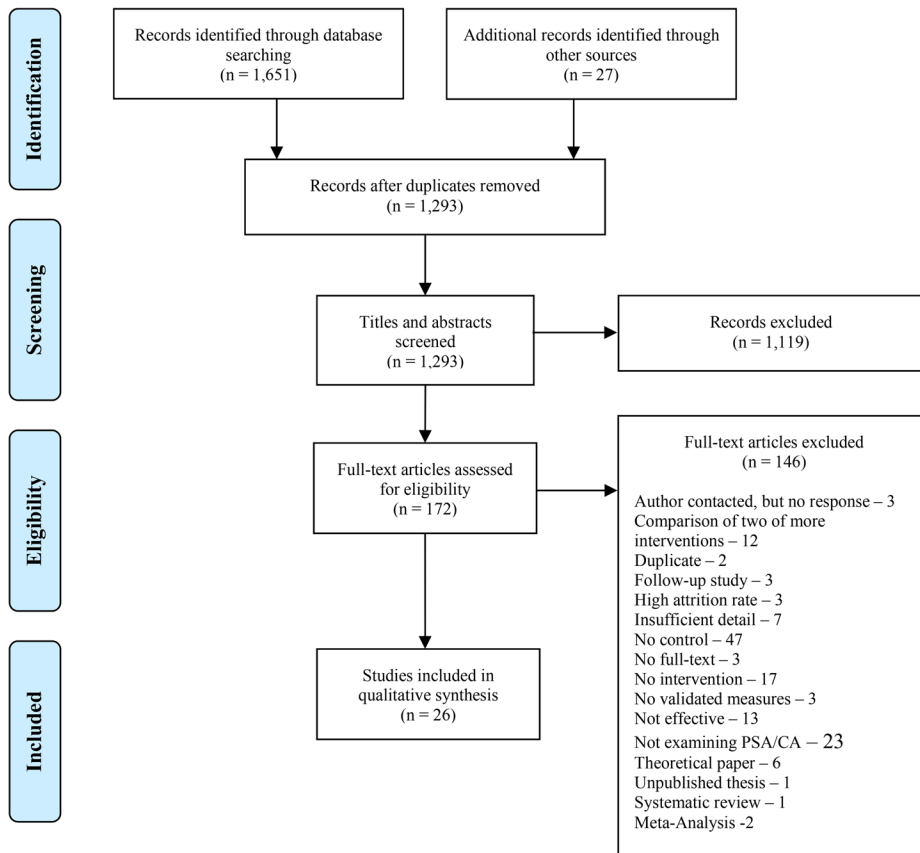 Identification
Records identified through database
searching
(n = 1,651)
Additional records identified through
other sources
(n = 27)
Records after duplicates removed
(n = 1,293)
Screening
Titles and abstracts
screened
(n = 1,293)
Records excluded
(n = 1,119)
Eligibility
Full-text articles assessed
for eligibility
(n = 172)
Full-text articles excluded
(n = 146)
Author contacted, but no response – 3
Comparison of two of more
interventions – 12
Duplicate – 2
Follow-up study – 3
High attrition rate – 3
Insufficient detail – 7
No control – 47
No full-text – 3
No intervention – 17
No validated measures – 3
Not effective – 13
Not examining PSA/CA – 23
Theoretical paper – 6
Unpublished thesis – 1
Systematic review – 1
Meta-Analysis -2
Included
Studies included in
qualitative synthesis
(n = 26)